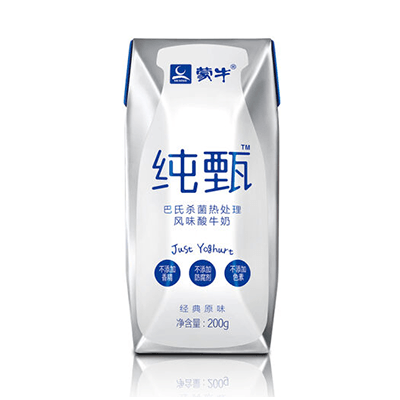 蒙牛®
纯甄™
巴氏杀菌热处理
风味酸牛奶
Just Yoghurt
不添加 不添加 不添加
香精 防腐剂 色素
经典原味
净含量:200g